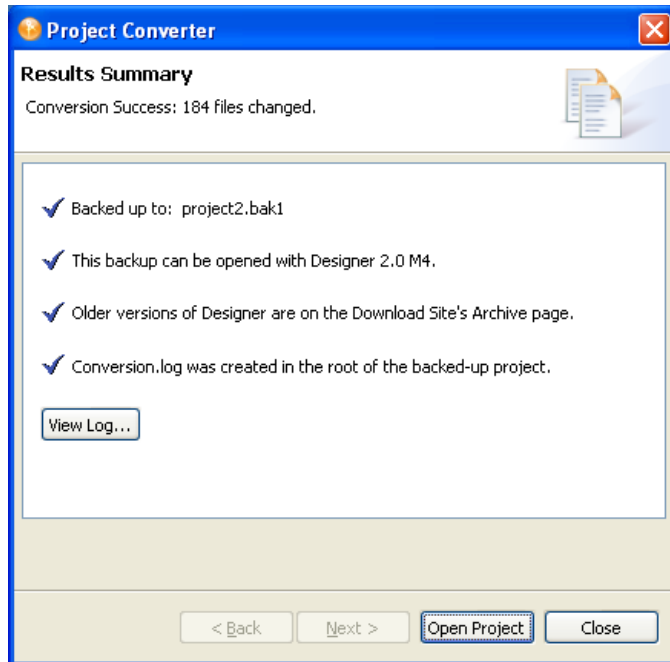 Project Converter
Results Summary
Conversion Success: 184 files changed.
Backed up to: project2.bak1
This backup can be opened with Designer 2.0 M4.
Older versions of Designer are on the Download Site's Archive page.
Conversion.log was created in the root of the backed-up project.
View Log...
< Back
Next >
Open Project
Close